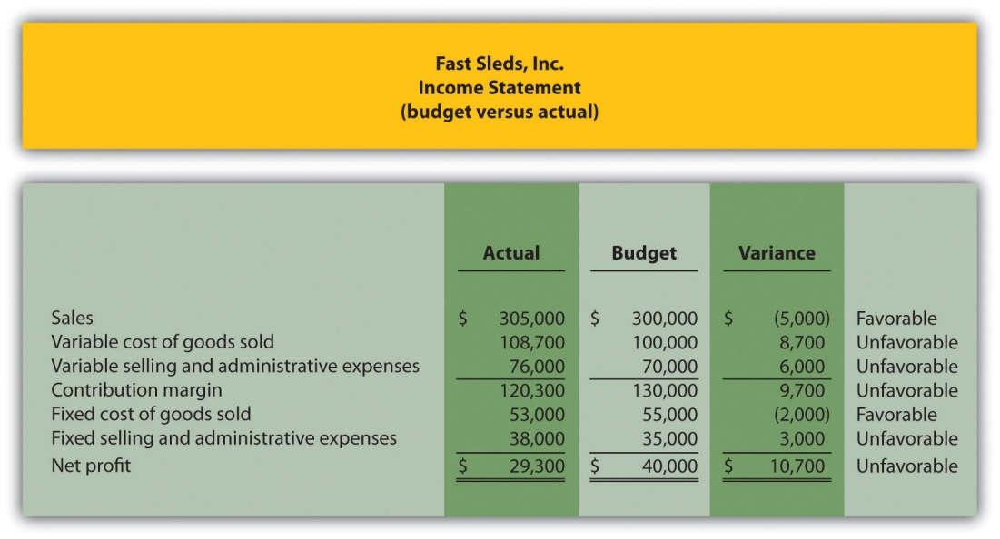 Fast Sleds, Inc.
Income Statement
(budget versus actual)
Actual Budget Variance
Sales $ 305,000 $ 300,000 $ (5,000) Favorable
Variable cost of goods sold 108,700 100,000 8,700 Unfavorable
Variable selling and administrative expenses 76,000 70,000 6,000 Unfavorable
Contribution margin 120,300 130,000 9,700 Unfavorable
Fixed cost of goods sold 53,000 55,000 (2,000) Favorable
Fixed selling and administrative expenses 38,000 35,000 3,000 Unfavorable
Net profit $ 29,300 $ 40,000 $ 10,700 Unfavorable